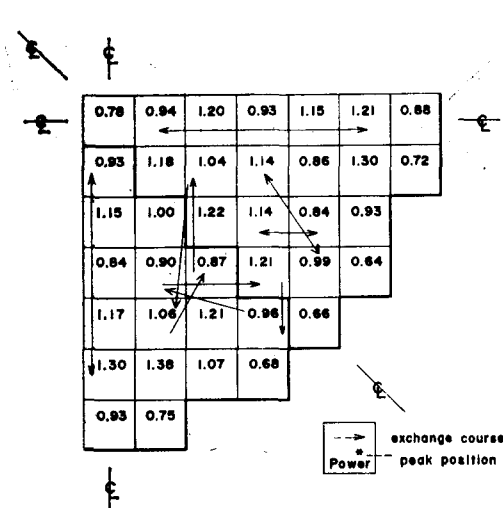 ℄ ℄
0.78 0.94 1.20 0.93 1.15 1.21 0.88
℄ ℄
0.93 1.18 1.04 1.14 0.86 1.30 0.72
1.15 1.00 1.22 1.14 0.84 0.93
0.84 0.90 0.87 1.21 0.99 0.64
1.17 1.06 1.21 0.96 0.66
1.30 1.38 1.07 0.68
0.93 0.75
℄
exchange course
*
Power peak position
℄